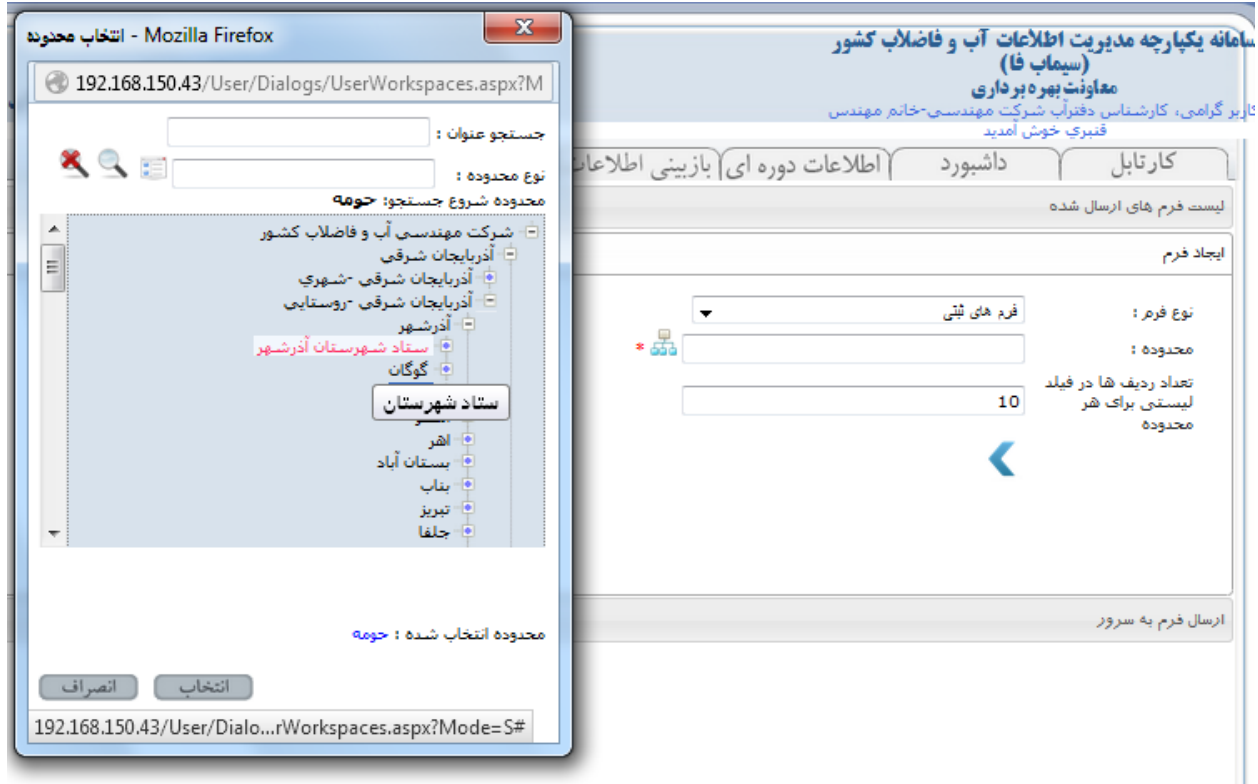 انتخاب محدوده - Mozilla Firefox
192.168.150.43/User/Dialogs/UserWorkspaces.aspx?M
جستجو عنوان :
نوع محدوده :
محدوده شروع جستجو: حومه
شرکت مهندسی آب و فاضلاب کشور
آذربایجان شرقی
آذربایجان شرقی -شهري
آذربایجان شرقی -روستایی
آذرشهر
ستاد شهرستان آذرشهر
گوگان
ستاد شهرستان
اهر
بستان آباد
بناب
تبریز
جلفا
محدوده انتخاب شده : حومه
انتخاب
انصراف
192.168.150.43/User/Dialo...rWorkspaces.aspx?Mode=S#
سامانه یکپارچه مدیریت اطلاعات آب و فاضلاب کشور
(سیماب فا)
معاونت بهره برداری
کاربر گرامی، کارشناس دفترآب شرکت مهندسی-خانم مهندس
قنبري خوش آمدید
کارتابل
داشبورد
اطلاعات دوره ای
بازبینی اطلاعات
لیست فرم های ارسال شده
ایجاد فرم
نوع فرم :
فرم های ثبتی
محدوده :
*
تعداد ردیف ها در فیلد
لیستی برای هر
محدوده
10
ارسال فرم به سرور